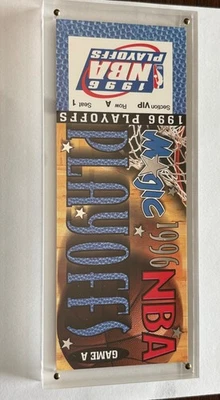 GAME A
PLAYOFFS
1996 NBA
Magic
1996 PLAYOFFS
Section VIP Row A Seat 1
NBA
PLAYOFFS
1996